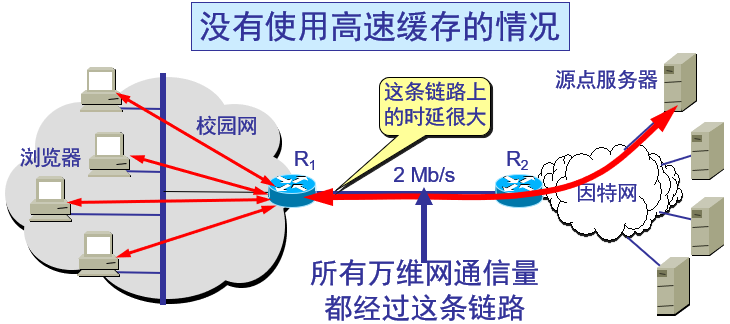 没有使用高速缓存的情况
这条链路上
的时延很大
源点服务器
校园网
浏览器
R1
2 Mb/s
R2
因特网
所有万维网通信量
都经过这条链路